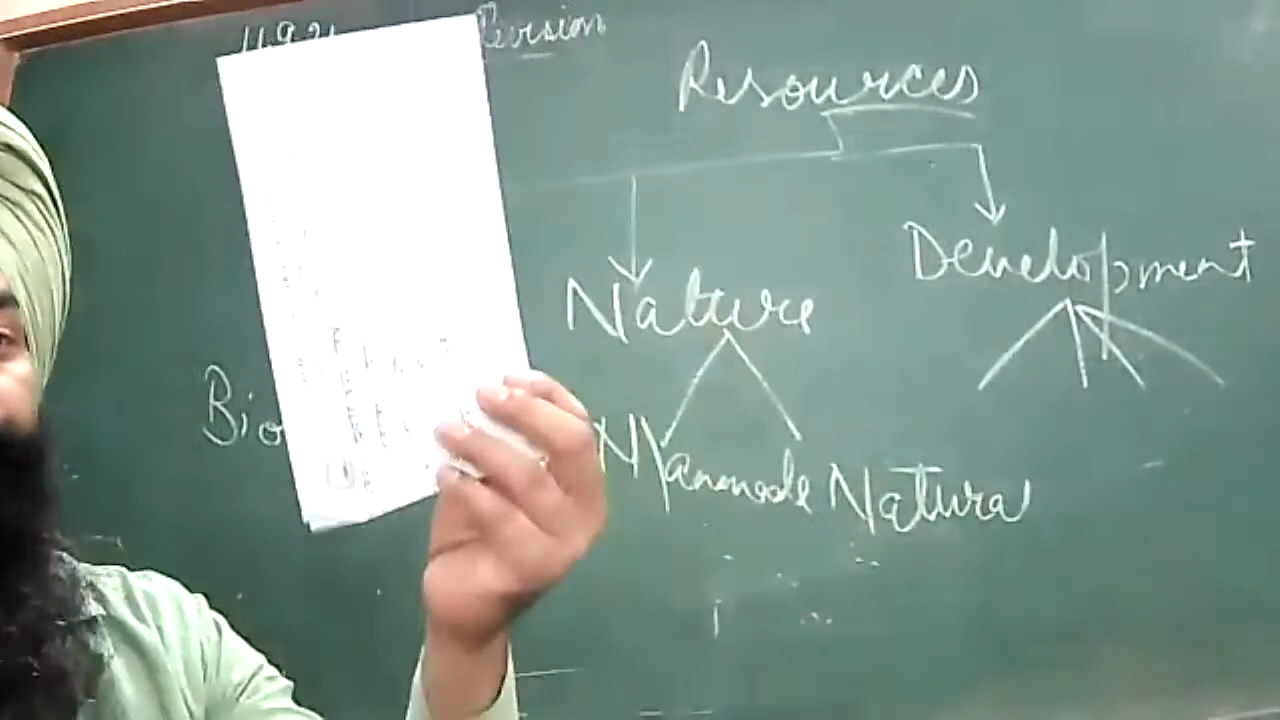 Revision
Resources
Nature Development
Bio
Manmade Natural